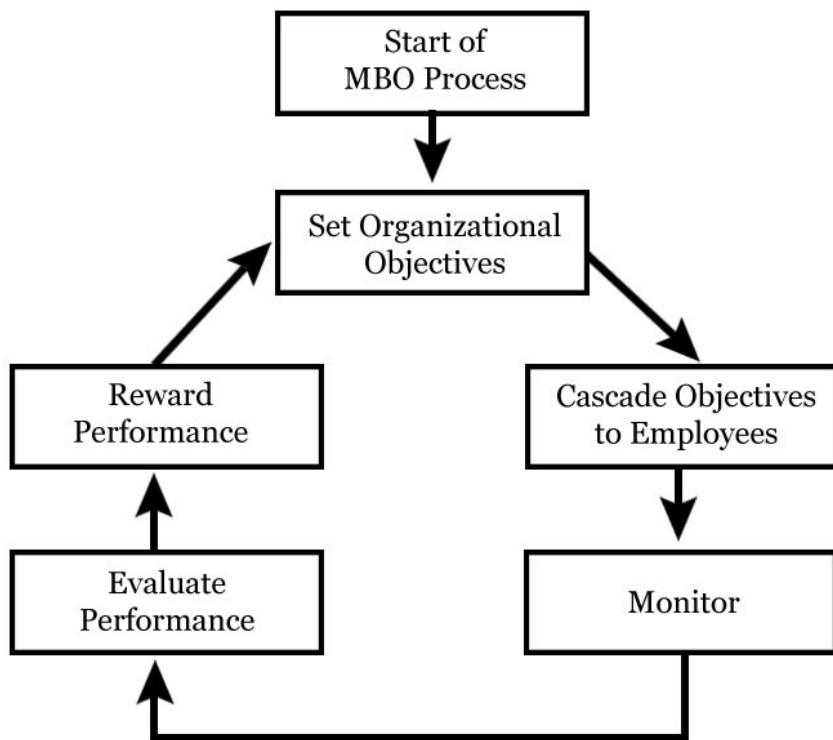 Start of
MBO Process
Set Organizational
Objectives
Reward
Performance
Cascade Objectives
to Employees
Evaluate
Performance
Monitor